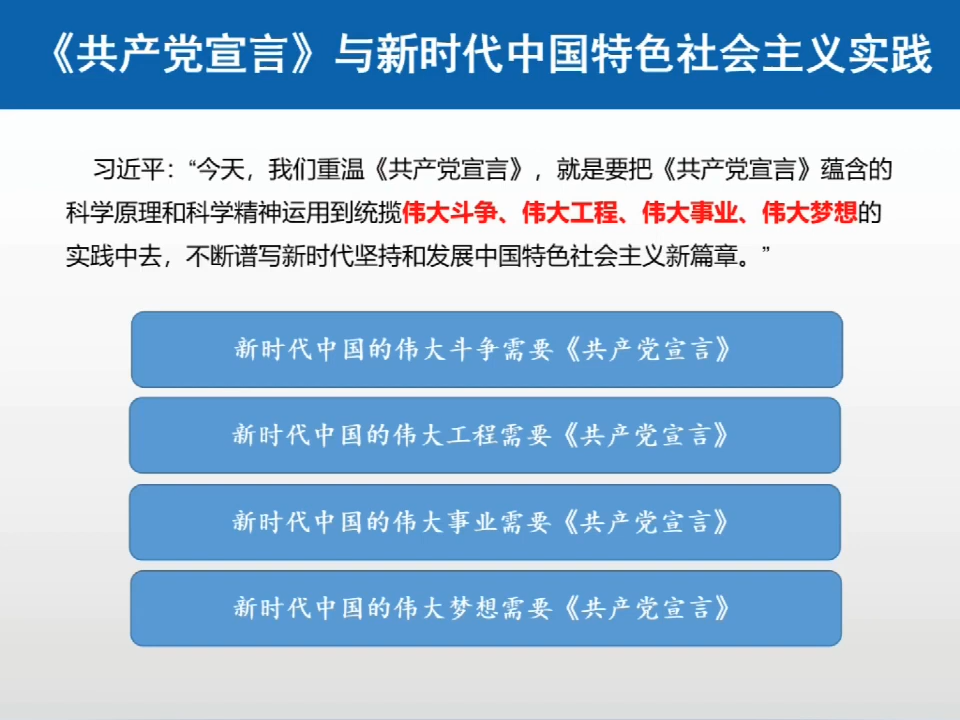 《共产党宣言》与新时代中国特色社会主义实践
习近平：“今天，我们重温《共产党宣言》，就是要把《共产党宣言》蕴含的
科学原理和科学精神运用到统揽伟大斗争、伟大工程、伟大事业、伟大梦想的
实践中去，不断谱写新时代坚持和发展中国特色社会主义新篇章。”
新时代中国的伟大斗争需要《共产党宣言》
新时代中国的伟大工程需要《共产党宣言》
新时代中国的伟大事业需要《共产党宣言》
新时代中国的伟大梦想需要《共产党宣言》